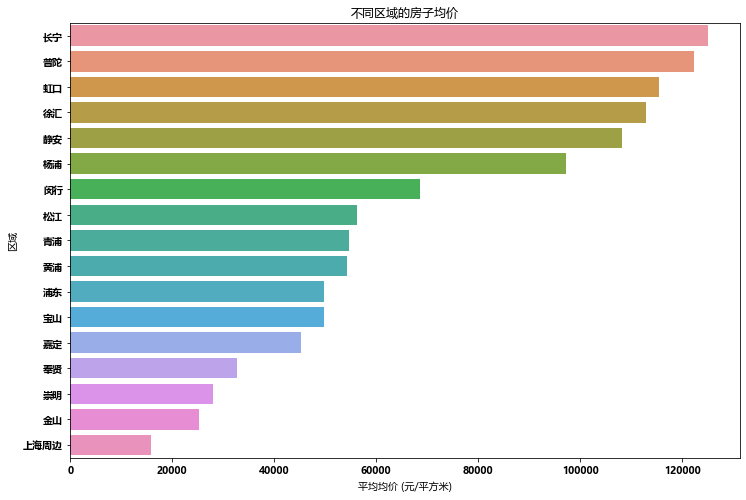 不同区域的房子均价
长宁
普陀
虹口
徐汇
静安
杨浦
闵行
松江
青浦
黄浦
浦东
宝山
嘉定
奉贤
崇明
金山
上海周边
区域
0 20000 40000 60000 80000 100000 120000
平均均价 (元/平方米)